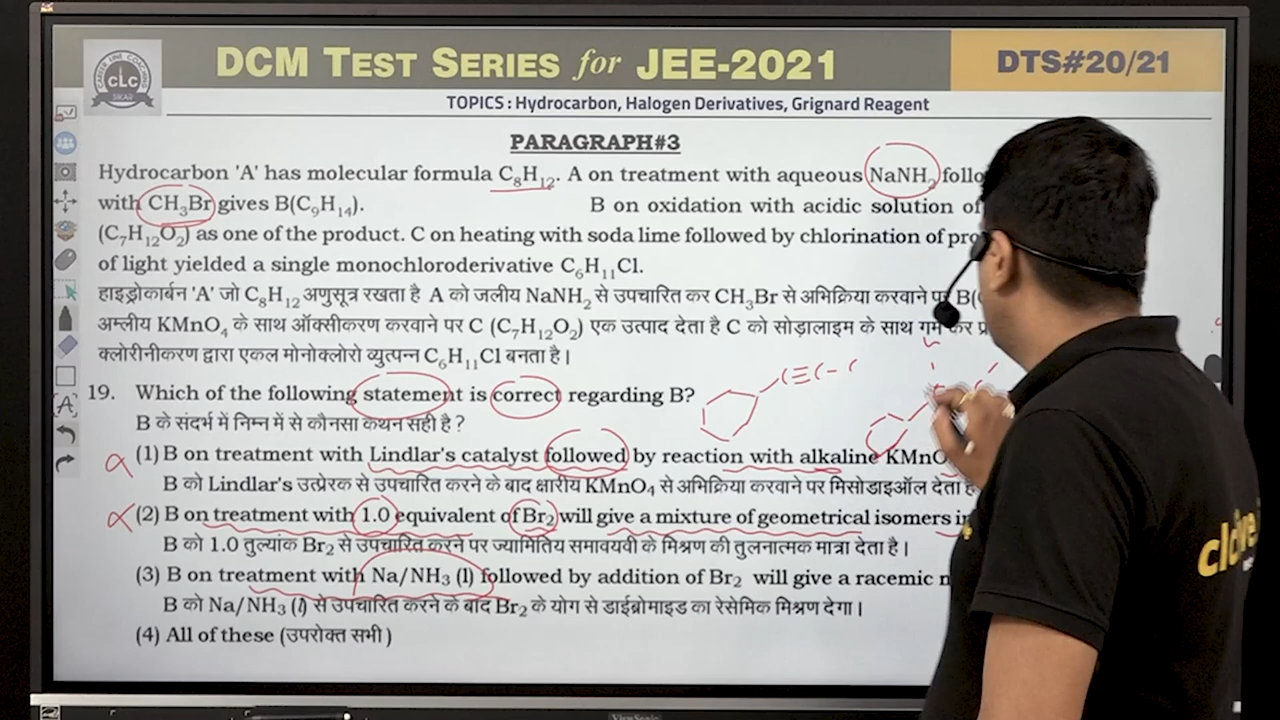 DCM TEST SERIES for JEE-2021
DTS#20/21
CLC
SIKAR
TOPICS : Hydrocarbon, Halogen Derivatives, Grignard Reagent
PARAGRAPH#3
Hydrocarbon 'A' has molecular formula C₈H₁₂. A on treatment with aqueous NaNH₂ follo
with CH₃Br gives B(C₉H₁₄). B on oxidation with acidic solution of
(C₇H₁₂O₂) as one of the product. C on heating with soda lime followed by chlorination of pro
of light yielded a single monochloroderivative C₆H₁₁Cl.
हाइड्रोकार्बन 'A' जो C₈H₁₂ अणुसूत्र रखता है A को जलीय NaNH₂ से उपचारित कर CH₃Br से अभिक्रिया करवाने पर B(
अम्लीय KMnO₄ के साथ ऑक्सीकरण करवाने पर C (C₇H₁₂O₂) एक उत्पाद देता है C को सोड़ालाइम के साथ गर्म कर प्र
क्लोरीनीकरण द्वारा एकल मोनोक्लोरो व्युत्पन्न C₆H₁₁Cl बनता है।
19. Which of the following statement is correct regarding B?
B के संदर्भ में निम्न में से कौनसा कथन सही है ?
(1) B on treatment with Lindlar's catalyst followed by reaction with alkaline KMnO
B को Lindlar's उत्प्रेरक से उपचारित करने के बाद क्षारीय KMnO₄ से अभिक्रिया करवाने पर मिसोडाइऑल देता है
(2) B on treatment with 1.0 equivalent of Br₂ will give a mixture of geometrical isomers in
B को 1.0 तुल्यांक Br₂ से उपचारित करने पर ज्यामितिय समावयवी के मिश्रण की तुलनात्मक मात्रा देता है।
(3) B on treatment with Na/NH₃ (l) followed by addition of Br₂ will give a racemic
B को Na/NH₃ (l) से उपचारित करने के बाद Br₂ के योग से डाईब्रोमाइड का रेसेमिक मिश्रण देगा।
(4) All of these (उपरोक्त सभी)
ViewSonic